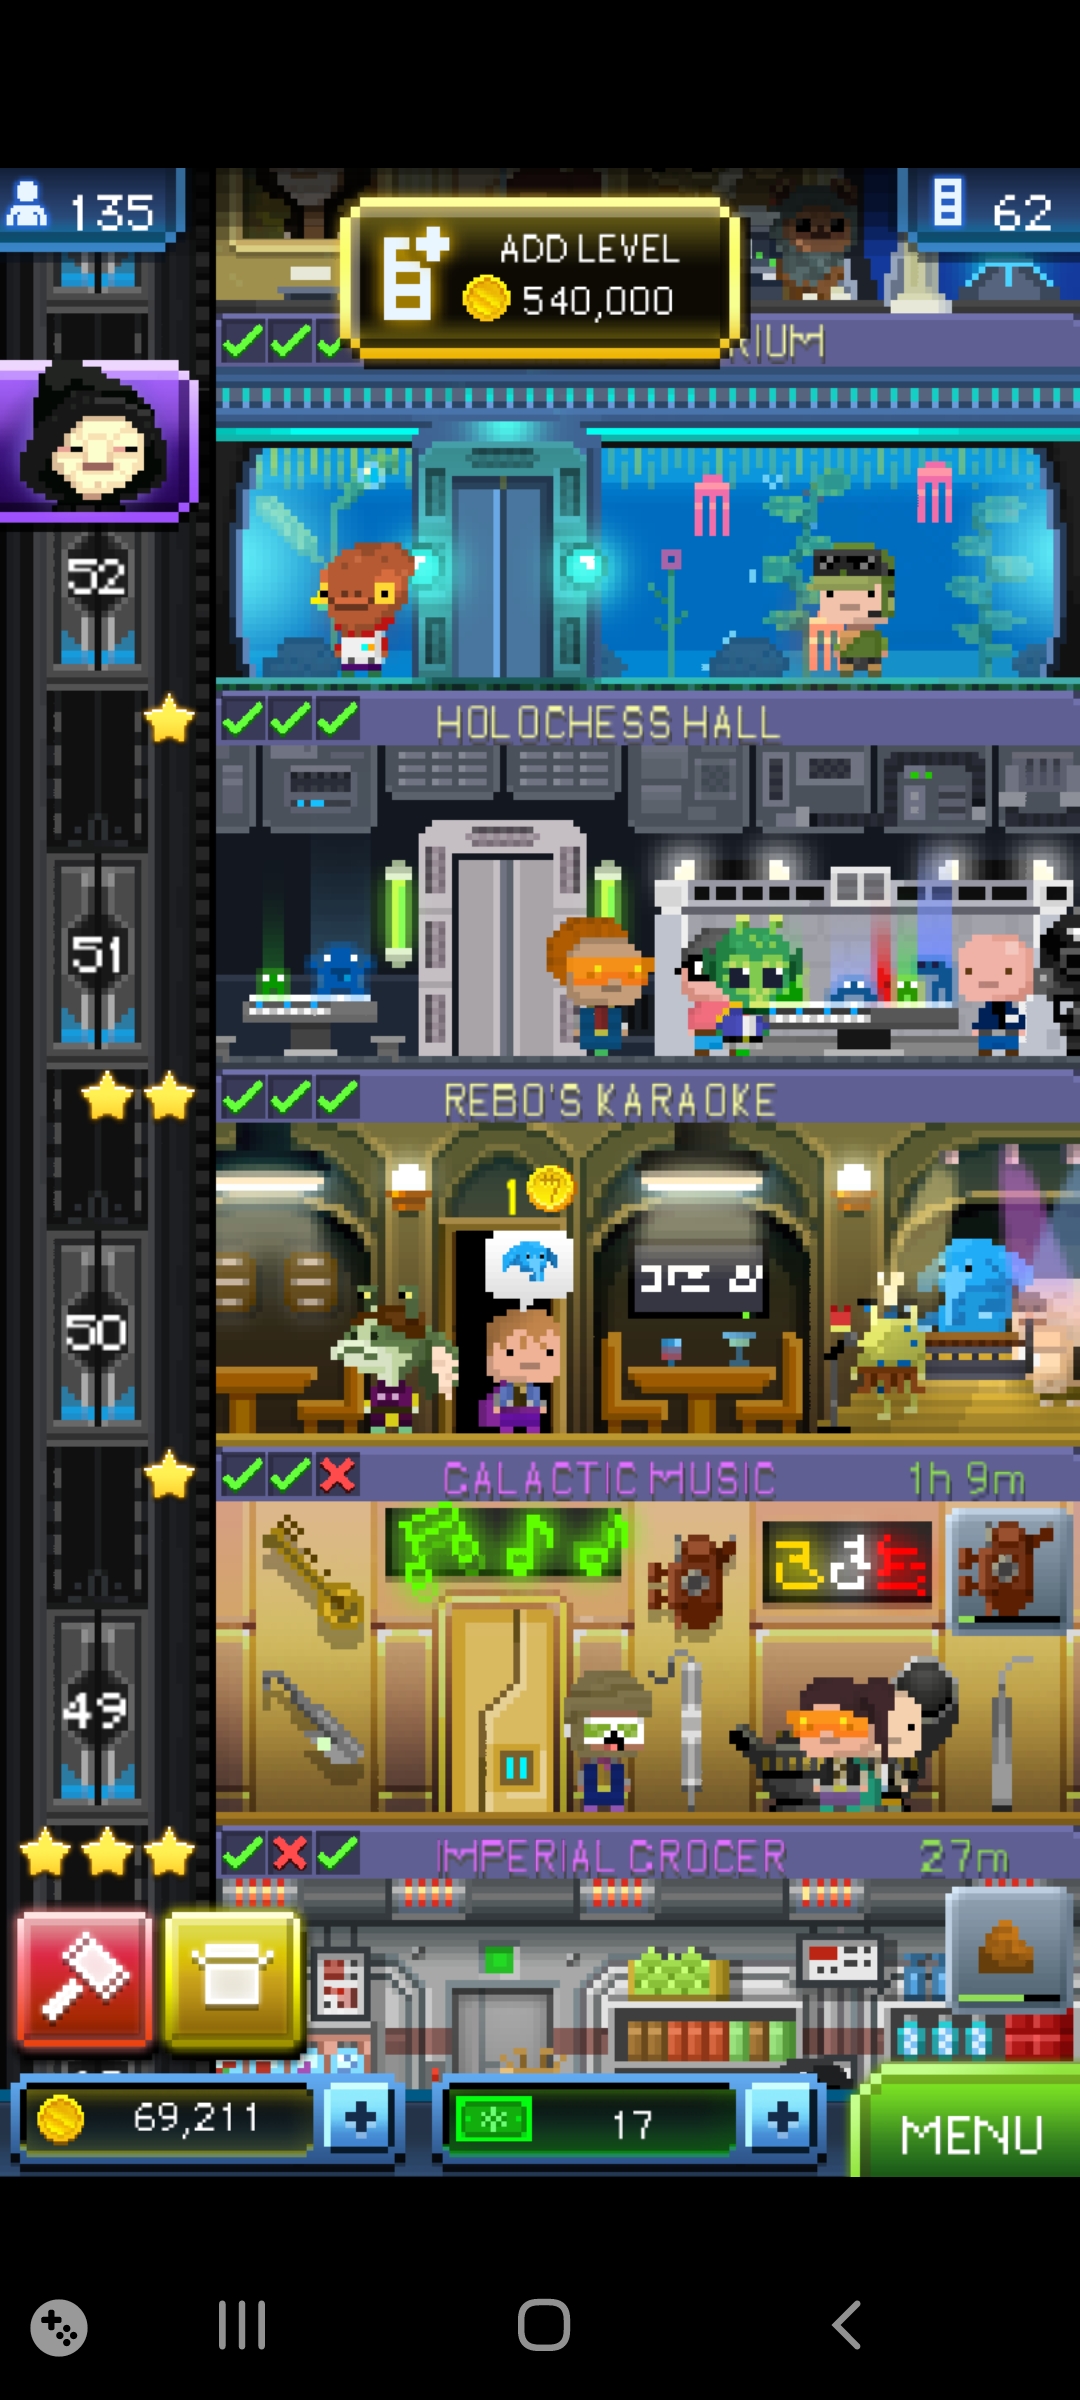 135
62
ADD LEVEL
540,000
RIUM
52
HOLOCHESS HALL
51
REBO'S KARAOKE
1
50
GALACTIC MUSIC 1h 9m
49
IMPERIAL GROCER 27m
69,211
17
MENU